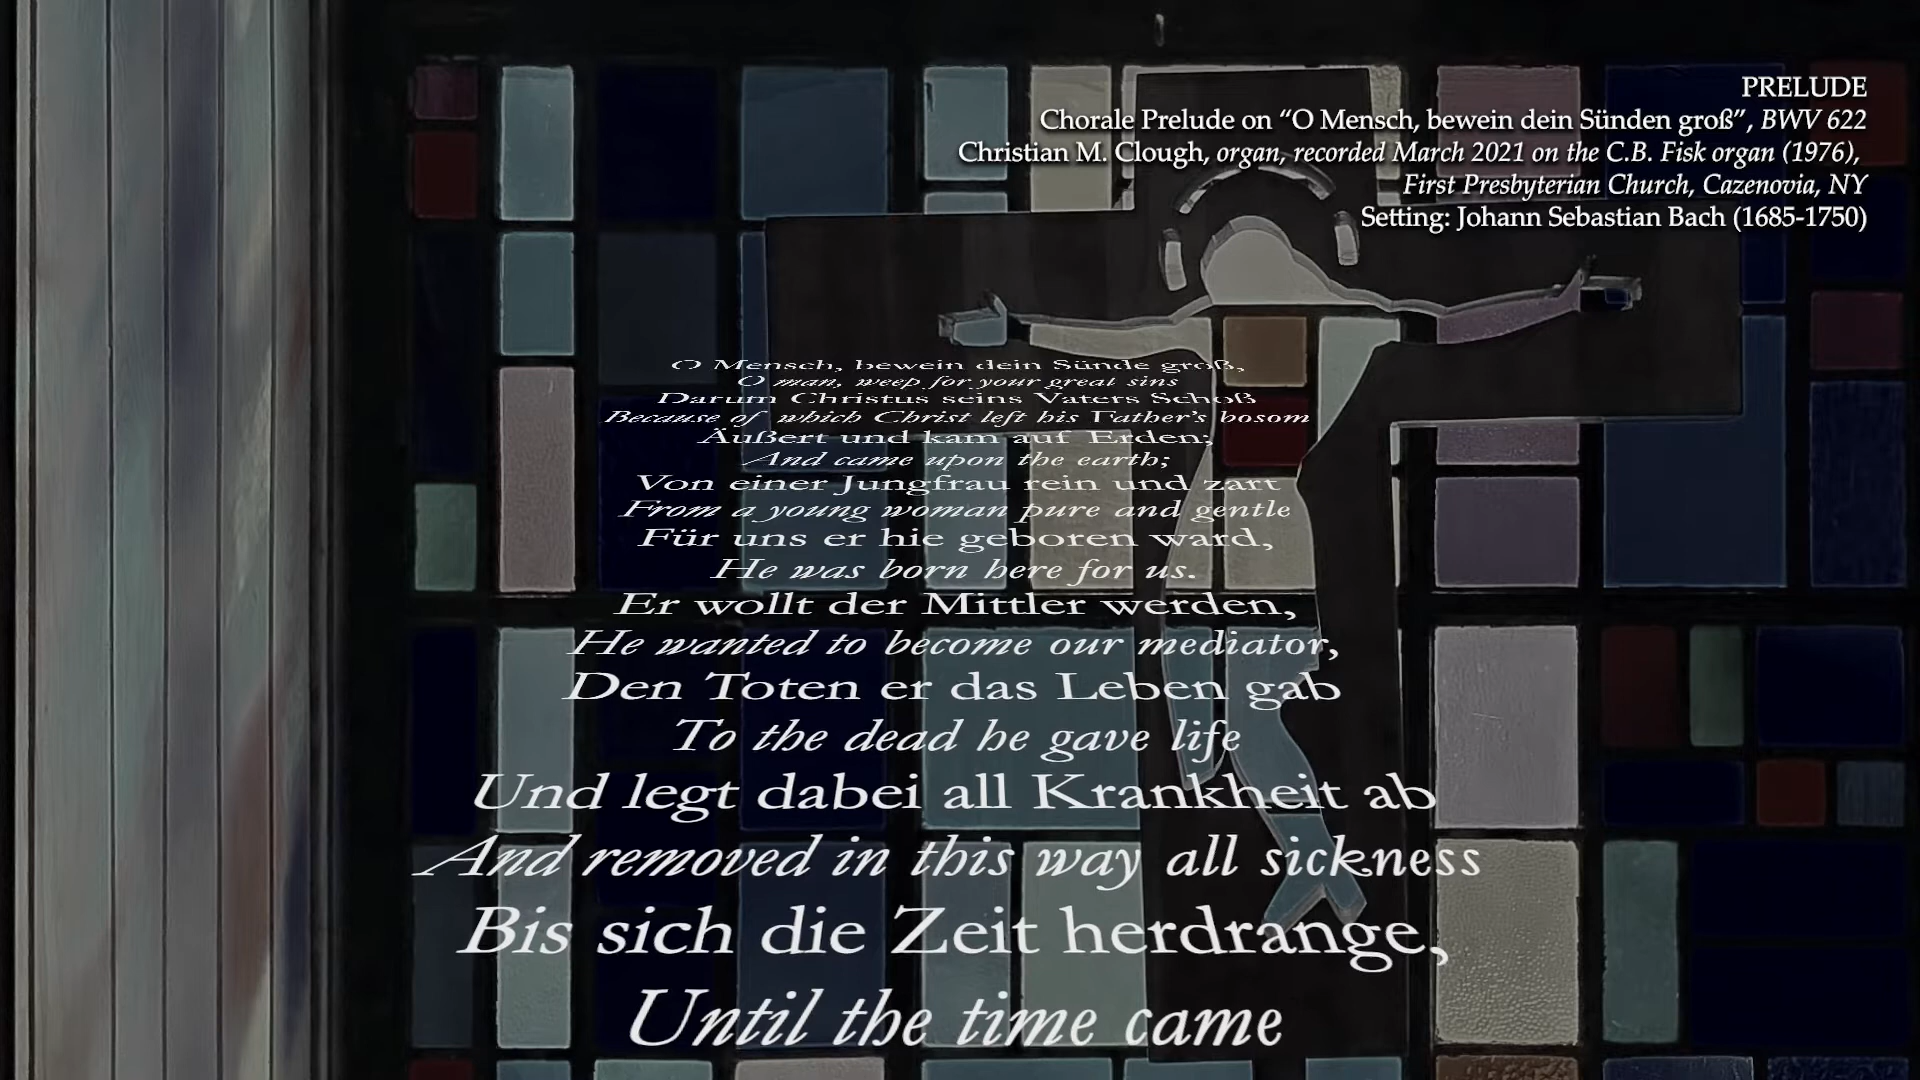 PRELUDE
Chorale Prelude on “O Mensch, bewein dein Sünden groß”, BWV 622
Christian M. Clough, organ, recorded March 2021 on the C.B. Fisk organ (1976),
First Presbyterian Church, Cazenovia, NY
Setting: Johann Sebastian Bach (1685-1750)
O Mensch, bewein dein Sünde groß,
O man, weep for your great sins
Darum Christus seins Vaters Schoß
Because of which Christ left his Father’s bosom
Äußert und kam auf Erden;
And came upon the earth;
Von einer Jungfrau rein und zart
From a young woman pure and gentle
Für uns er hie geboren ward,
He was born here for us.
Er wollt der Mittler werden,
He wanted to become our mediator,
Den Toten er das Leben gab
To the dead he gave life
Und legt dabei all Krankheit ab
And removed in this way all sickness
Bis sich die Zeit herdrange,
Until the time came